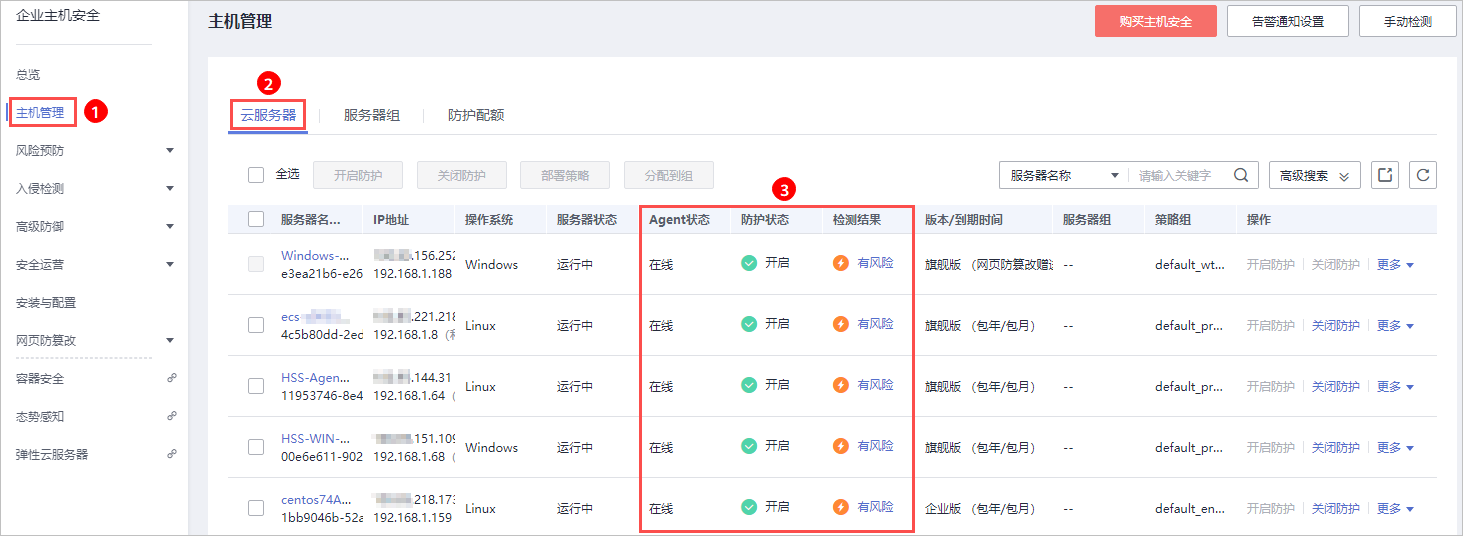 企业主机安全
总览
主机管理
1
风险预防
入侵检测
高级防御
安全运营
安装与配置
网页防篡改
容器安全
态势感知
弹性云服务器
主机管理
购买主机安全 告警通知设置 手动检测
2
云服务器 服务器组 防护配额
全选 开启防护 关闭防护 部署策略 分配到组 服务器名称 请输入关键字 高级搜索
3
服务器名... IP地址 操作系统 服务器状态 Agent状态 防护状态 检测结果 版本/到期时间 服务器组 策略组 操作
Windows-... .156.252 Windows 运行中 在线 开启 有风险 旗舰版 (网页防篡改赠送 -- default_wt... 开启防护 关闭防护 更多
e3ea21b6-e26 192.168.1.188
ecs- ... .221.218 Linux 运行中 在线 开启 有风险 旗舰版 (包年/包月) -- default_pr... 开启防护 关闭防护 更多
4c5b80dd-2ed 192.168.1.8 (私
HSS-Agen... .144.31 Linux 运行中 在线 开启 有风险 旗舰版 (包年/包月) -- default_pr... 开启防护 关闭防护 更多
11953746-8e4 192.168.1.64 (
HSS-WIN-... .151.109 Windows 运行中 在线 开启 有风险 旗舰版 (包年/包月) -- default_pr... 开启防护 关闭防护 更多
00e6e611-902 192.168.1.68 (
centos74A... .218.173 Linux 运行中 在线 开启 有风险 企业版 (包年/包月) -- default_en... 开启防护 关闭防护 更多
1bb9046b-52a 192.168.1.159